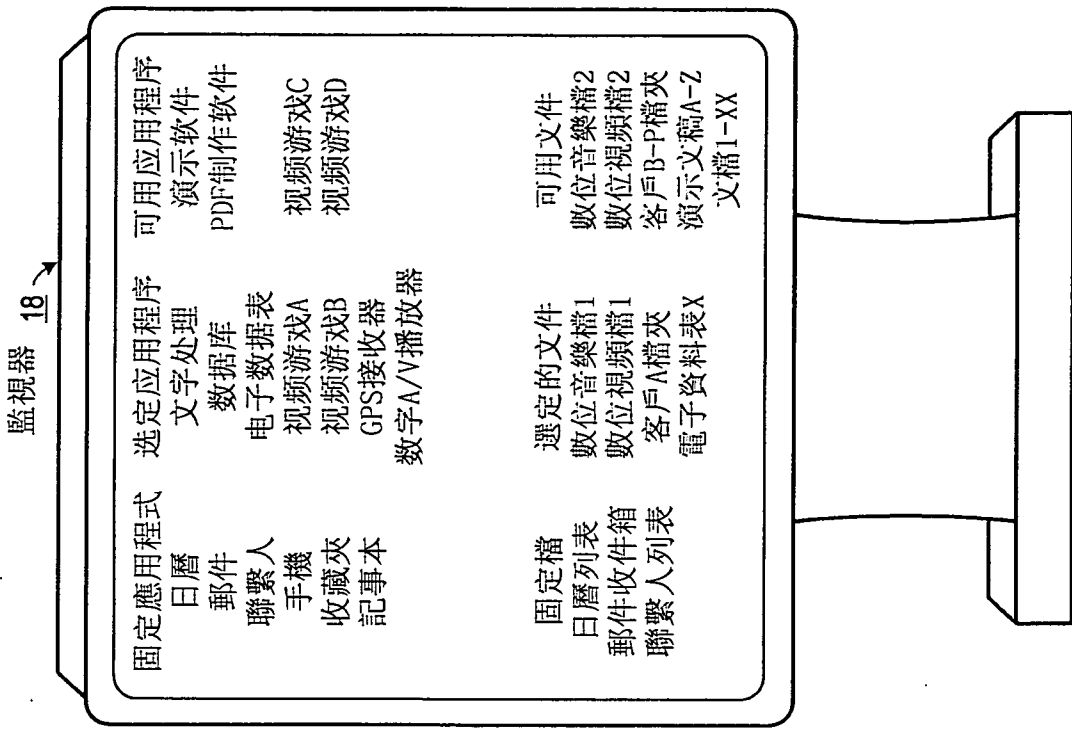 監視器
18
固定應用程式
日曆
郵件
聯繫人
手機
收藏夾
記事本
选定应用程序
文字处理
数据库
电子数据表
视频游戏A
视频游戏B
GPS接收器
数字A/V播放器
可用应用程序
演示软件
PDF制作软件
视频游戏C
视频游戏D
固定檔
日曆列表
郵件收件箱
聯繫人列表
選定的文件
數位音樂檔1
數位視頻檔1
客戶A檔夾
電子資料表X
可用文件
數位音樂檔2
數位視頻檔2
客戶B-P檔夾
演示文稿A-Z
文檔1-XX